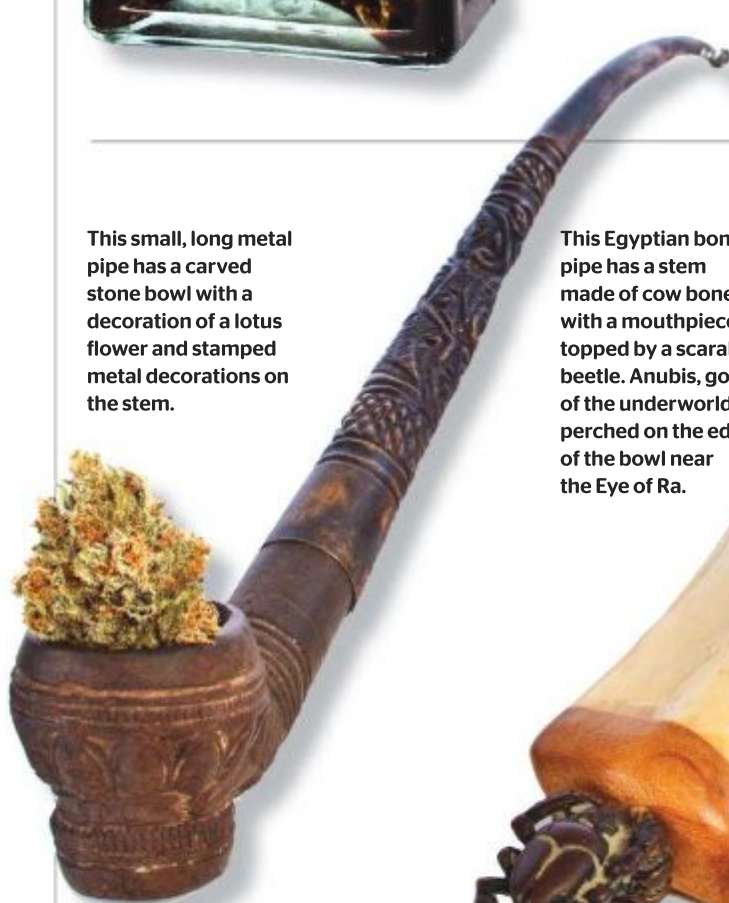 This small, long metal
pipe has a carved
stone bowl with a
decoration of a lotus
flower and stamped
metal decorations on
the stem.
This Egyptian
pipe has a stem
made of cow bone
with a mouthpiece
topped by a
beetle. Anubis,
of the underworld
perched on the
of the bowl near
the Eye of Ra.